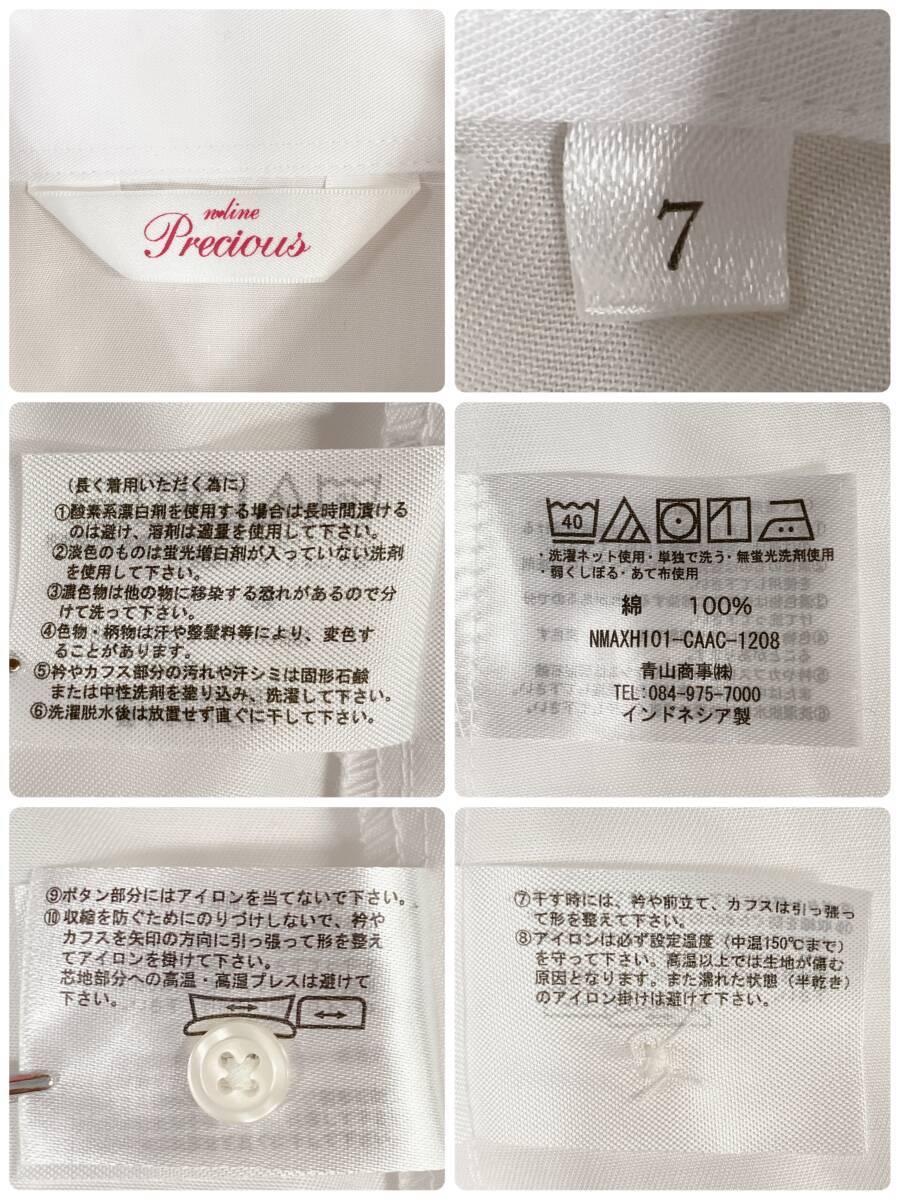 n♥line
Precious
7
(長く着用いただく為に)
①酸素系漂白剤を使用する場合は長時間漬ける
のは避け、溶剤は適量を使用して下さい。
②淡色のものは蛍光増白剤が入っていない洗剤
を使用して下さい。
③濃色物は他の物に移染する恐れがあるので分
けて洗って下さい。
④色物・柄物は汗や整髪料等により、変色す
ることがあります。
⑤衿やカフス部分の汚れや汗シミは固形石鹸
または中性洗剤を塗り込み、洗濯して下さい。
⑥洗濯脱水後は放置せず直ぐに干して下さい。
40
・洗濯ネット使用・単独で洗う・無蛍光洗剤使用
・弱くしぼる・あて布使用
綿 100%
NMAXH101-CAAC-1208
青山商事㈱
TEL:084-975-7000
インドネシア製
⑨ボタン部分にはアイロンを当てないで下さい。
⑩収縮を防ぐためにのりづけしないで、衿や
カフスを矢印の方向に引っ張って形を整えて
アイロンを掛けて下さい。
芯地部分への高温・高湿プレスは避けて
下さい。
⑦干す時には、衿や前立て、カフスは引っ張っ
て形を整えて下さい。
⑧アイロンは必ず設定温度(中温150℃まで)
を守って下さい。高温以上では生地が傷む
原因となります。また濡れた状態(半乾き)
のアイロン掛けは避けて下さい。